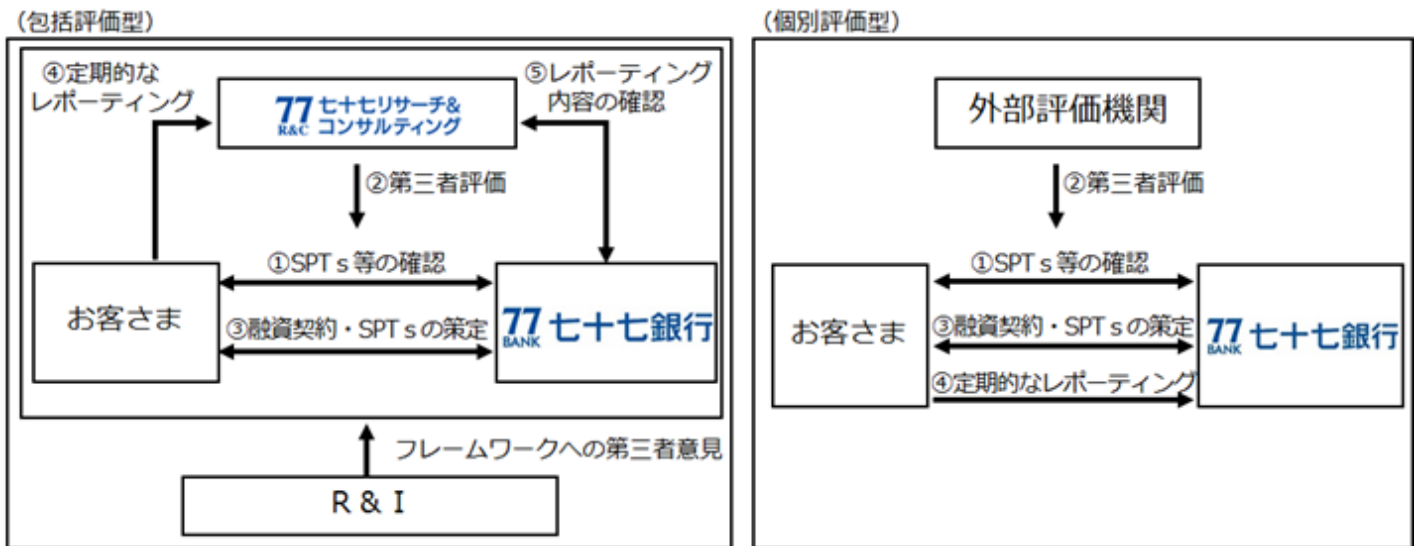 （包括評価型）
④定期的な
レポーティング
⑤レポーティング
内容の確認
77 七十七リサーチ&
R&C コンサルティング
②第三者評価
①SPTｓ等の確認
お客さま
③融資契約・SPTｓの策定
77 七十七銀行
BANK
フレームワークへの第三者意見
Ｒ＆Ｉ
（個別評価型）
外部評価機関
②第三者評価
①SPTｓ等の確認
お客さま
③融資契約・SPTｓの策定
77 七十七銀行
BANK
④定期的なレポーティング